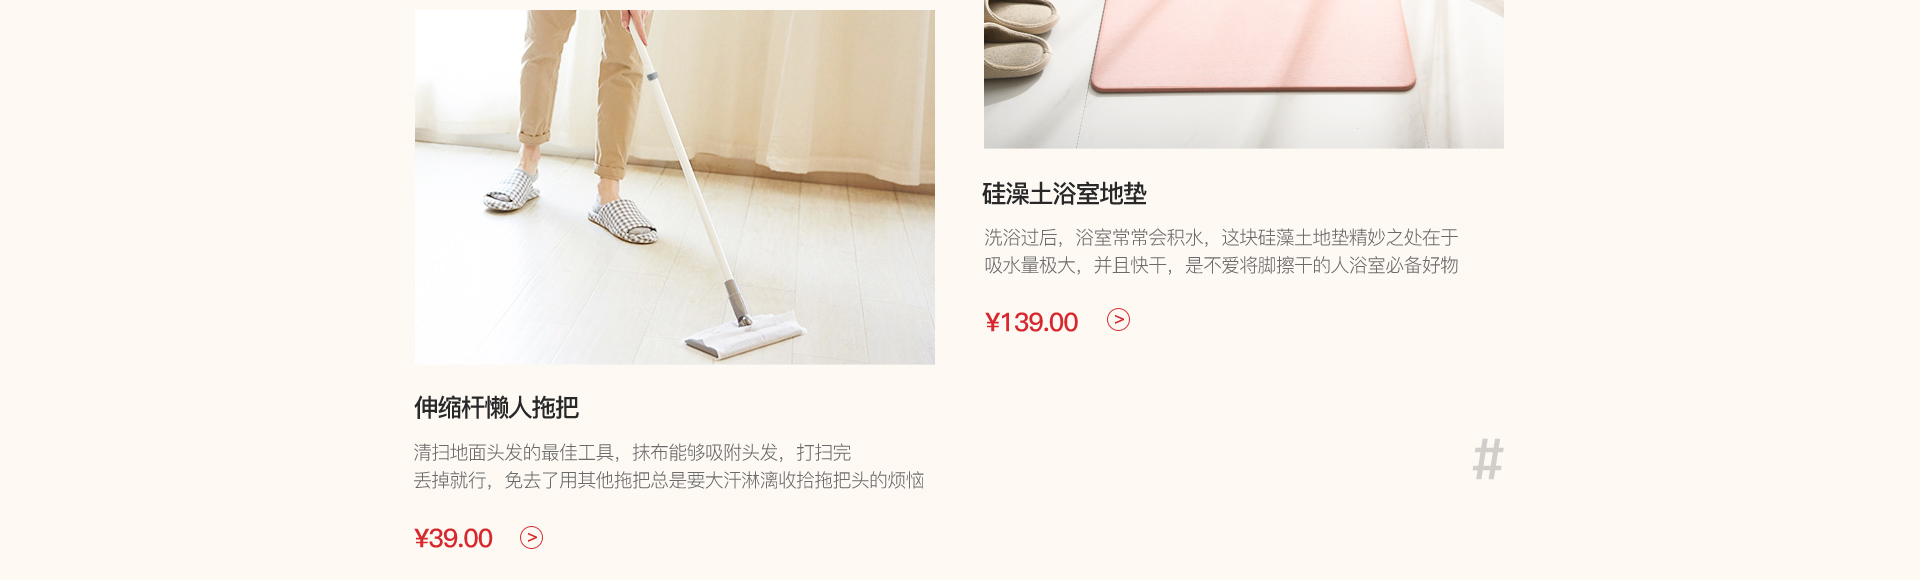 硅澡土浴室地垫
洗浴过后，浴室常常会积水，这块硅藻土地垫精妙之处在于
吸水量极大，并且快干，是不爱将脚擦干的人浴室必备好物
¥139.00 >
伸缩杆懒人拖把
清扫地面头发的最佳工具，抹布能够吸附头发，打扫完
丢掉就行，免去了用其他拖把总是要大汗淋漓收拾拖把头的烦恼
¥39.00 >
#